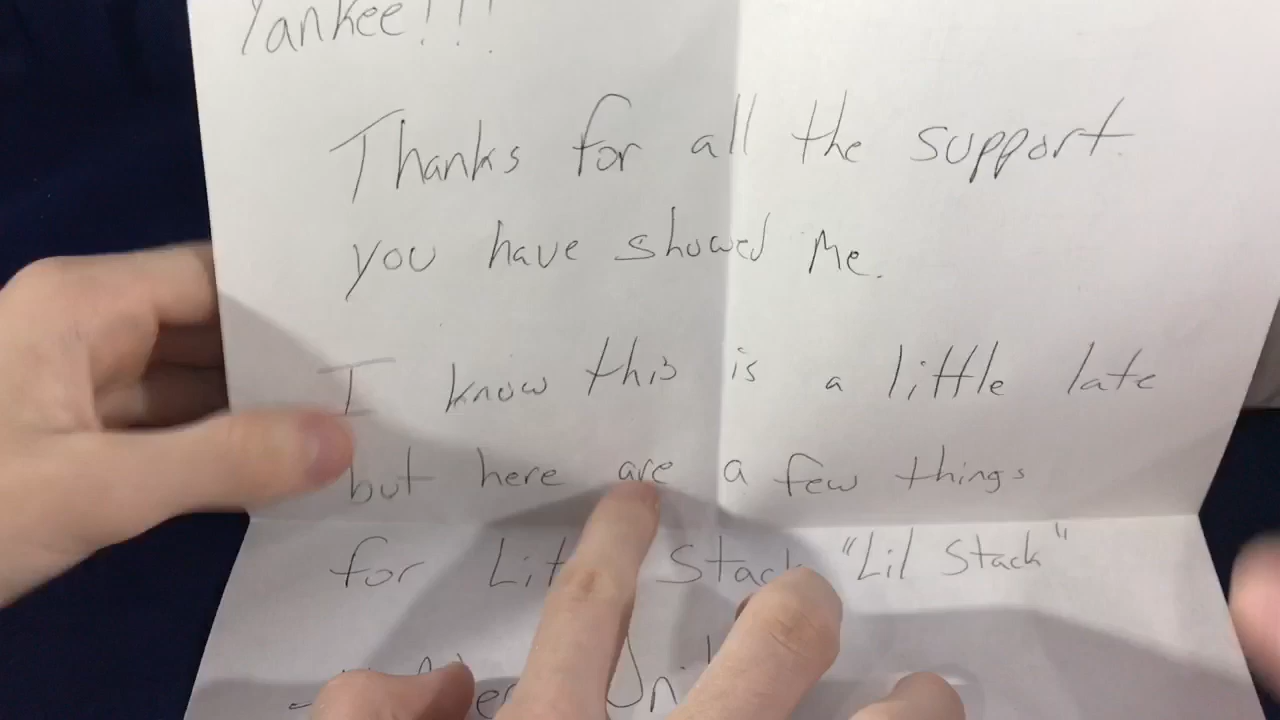 Yankee!!!
Thanks for all the support
you have showed me.
I know this is a little late
but here are a few things
for Stack "Lil Stack"